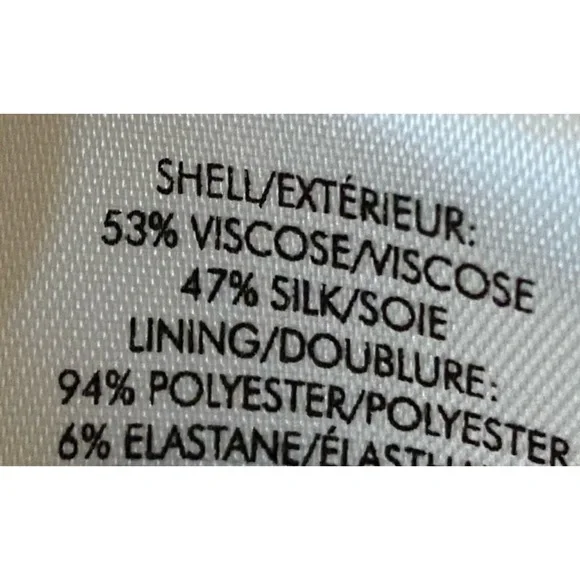 SHELL/EXTÉRIEUR:
53% VISCOSE/VISCOSE
47% SILK/SOIE
LINING/DOUBLURE:
94% POLYESTER/POLYESTER
6% ELASTANE/